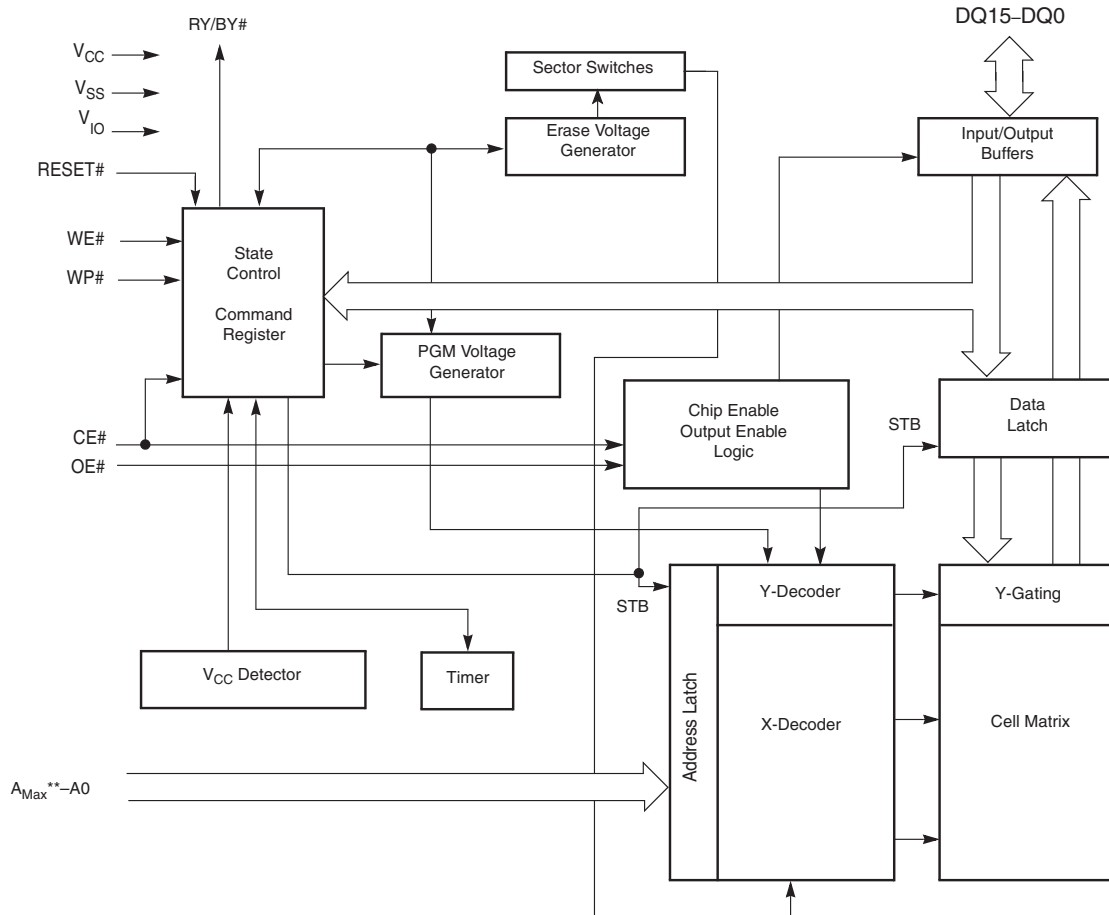 RY/BY#
DQ15–DQ0
VCC
VSS
VIO
RESET#
WE#
WP#
CE#
OE#
Sector Switches
Erase Voltage
Generator
Input/Output
Buffers
State
Control
Command
Register
PGM Voltage
Generator
Chip Enable
Output Enable
Logic
STB
Data
Latch
STB
Y-Decoder
Y-Gating
VCC Detector
Timer
Address Latch
X-Decoder
Cell Matrix
AMax**–A0